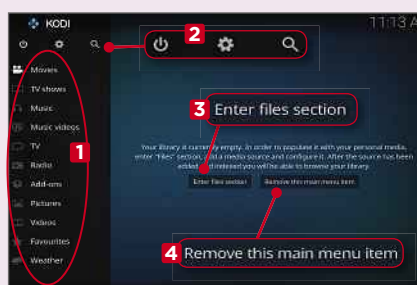 KODI
11:13 A
2
Movies
TV shows
Music
Music videos
TV
Radio
Add-ons
Pictures
Videos
Favourites
Weather
1
3
Enter files section
Your library is currently empty. In order to populate it with your personal media,
enter "Files" section, add a media source and configure it. After the source has been
added and indexed you will be able to browse your library.
Enter files section
Remove this main menu item
4
Remove this main menu item